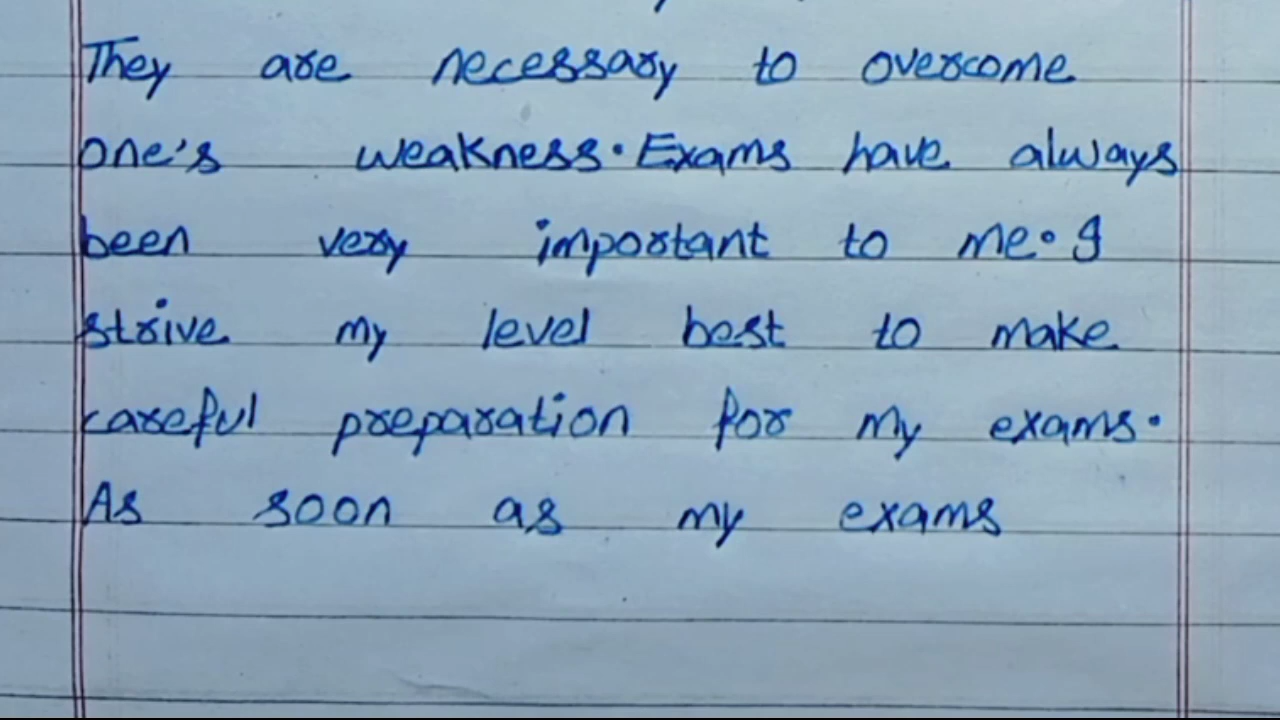 They are necessary to overcome
one's weakness. Exams have always
been very important to me. I
strive my level best to make
careful preparation for my exams.
As soon as my exams